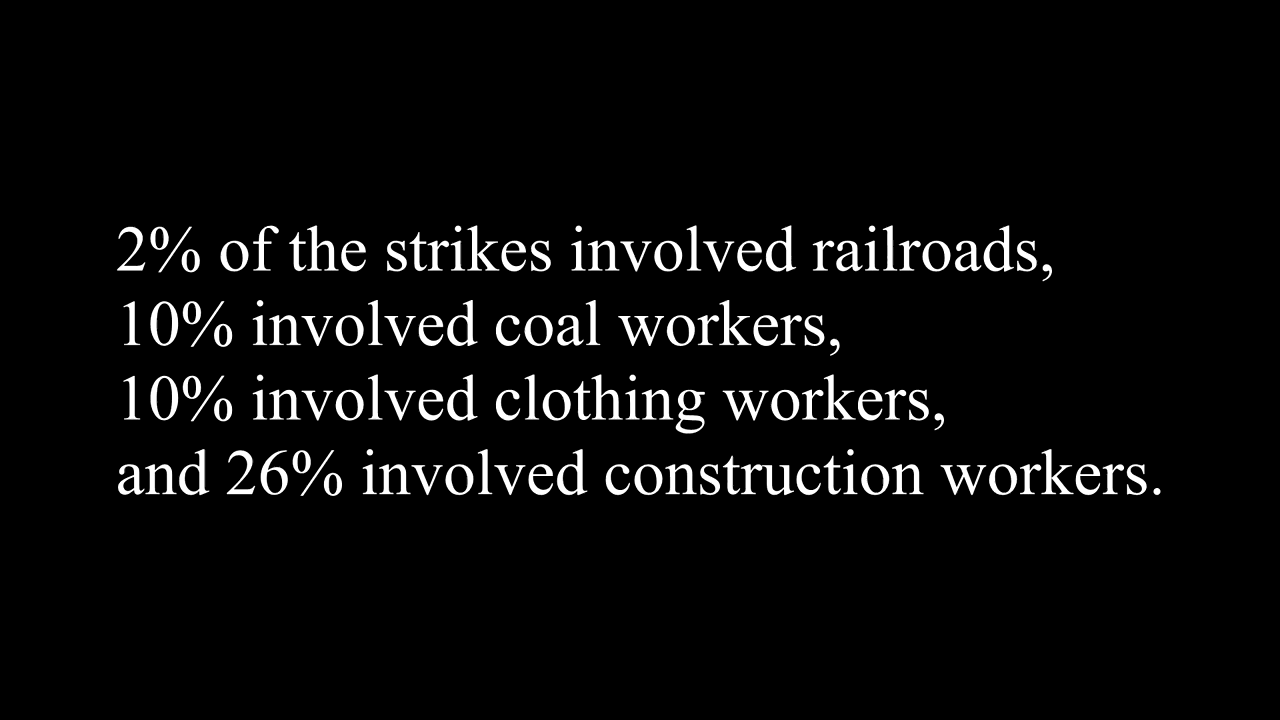 2% of the strikes involved railroads,
10% involved coal workers,
10% involved clothing workers,
and 26% involved construction workers.